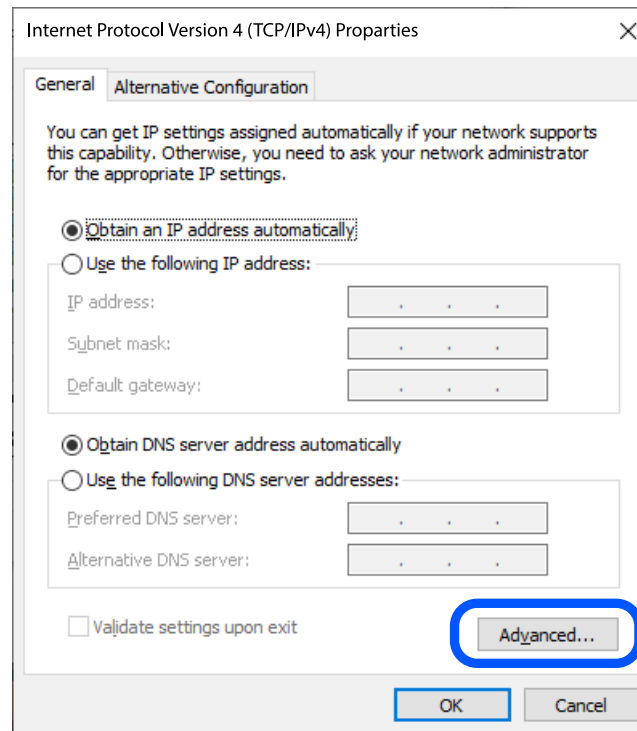 Internet Protocol Version 4 (TCP/IPv4) Proparties
General
Alternative Configuration
You can get IP settings assigned automatically if your network supports
this capability. Otherwise, you need to ask your network administrator
for the appropriate IP settings.
Obtain an IP address automatically
Use the following IP address:
IP address:
Subnet mask:
Default gateway:
Obtain DNS server address automatically
Use the following DNS server addresses:
Preferred DNS server:
Alternative DNS server:
Validate settings upon exit
Advanced...
OK
Cancel